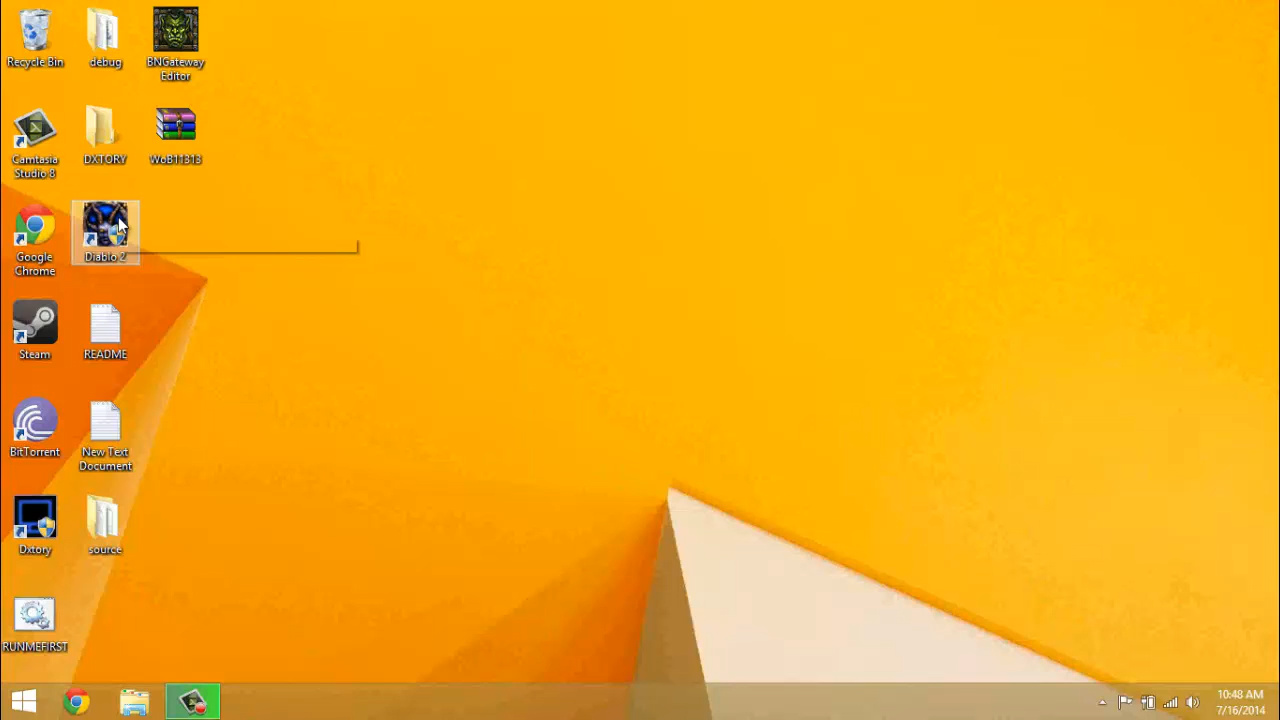 Recycle Bin
debug
BNGateway
Editor
Camtasia
Studio 8
DXTORY
WoB11313
Google
Chrome
Diablo 2
Steam
README
BitTorrent
New Text
Document
Dxtory
source
RUNMEFIRST
10:48 AM
7/16/2014